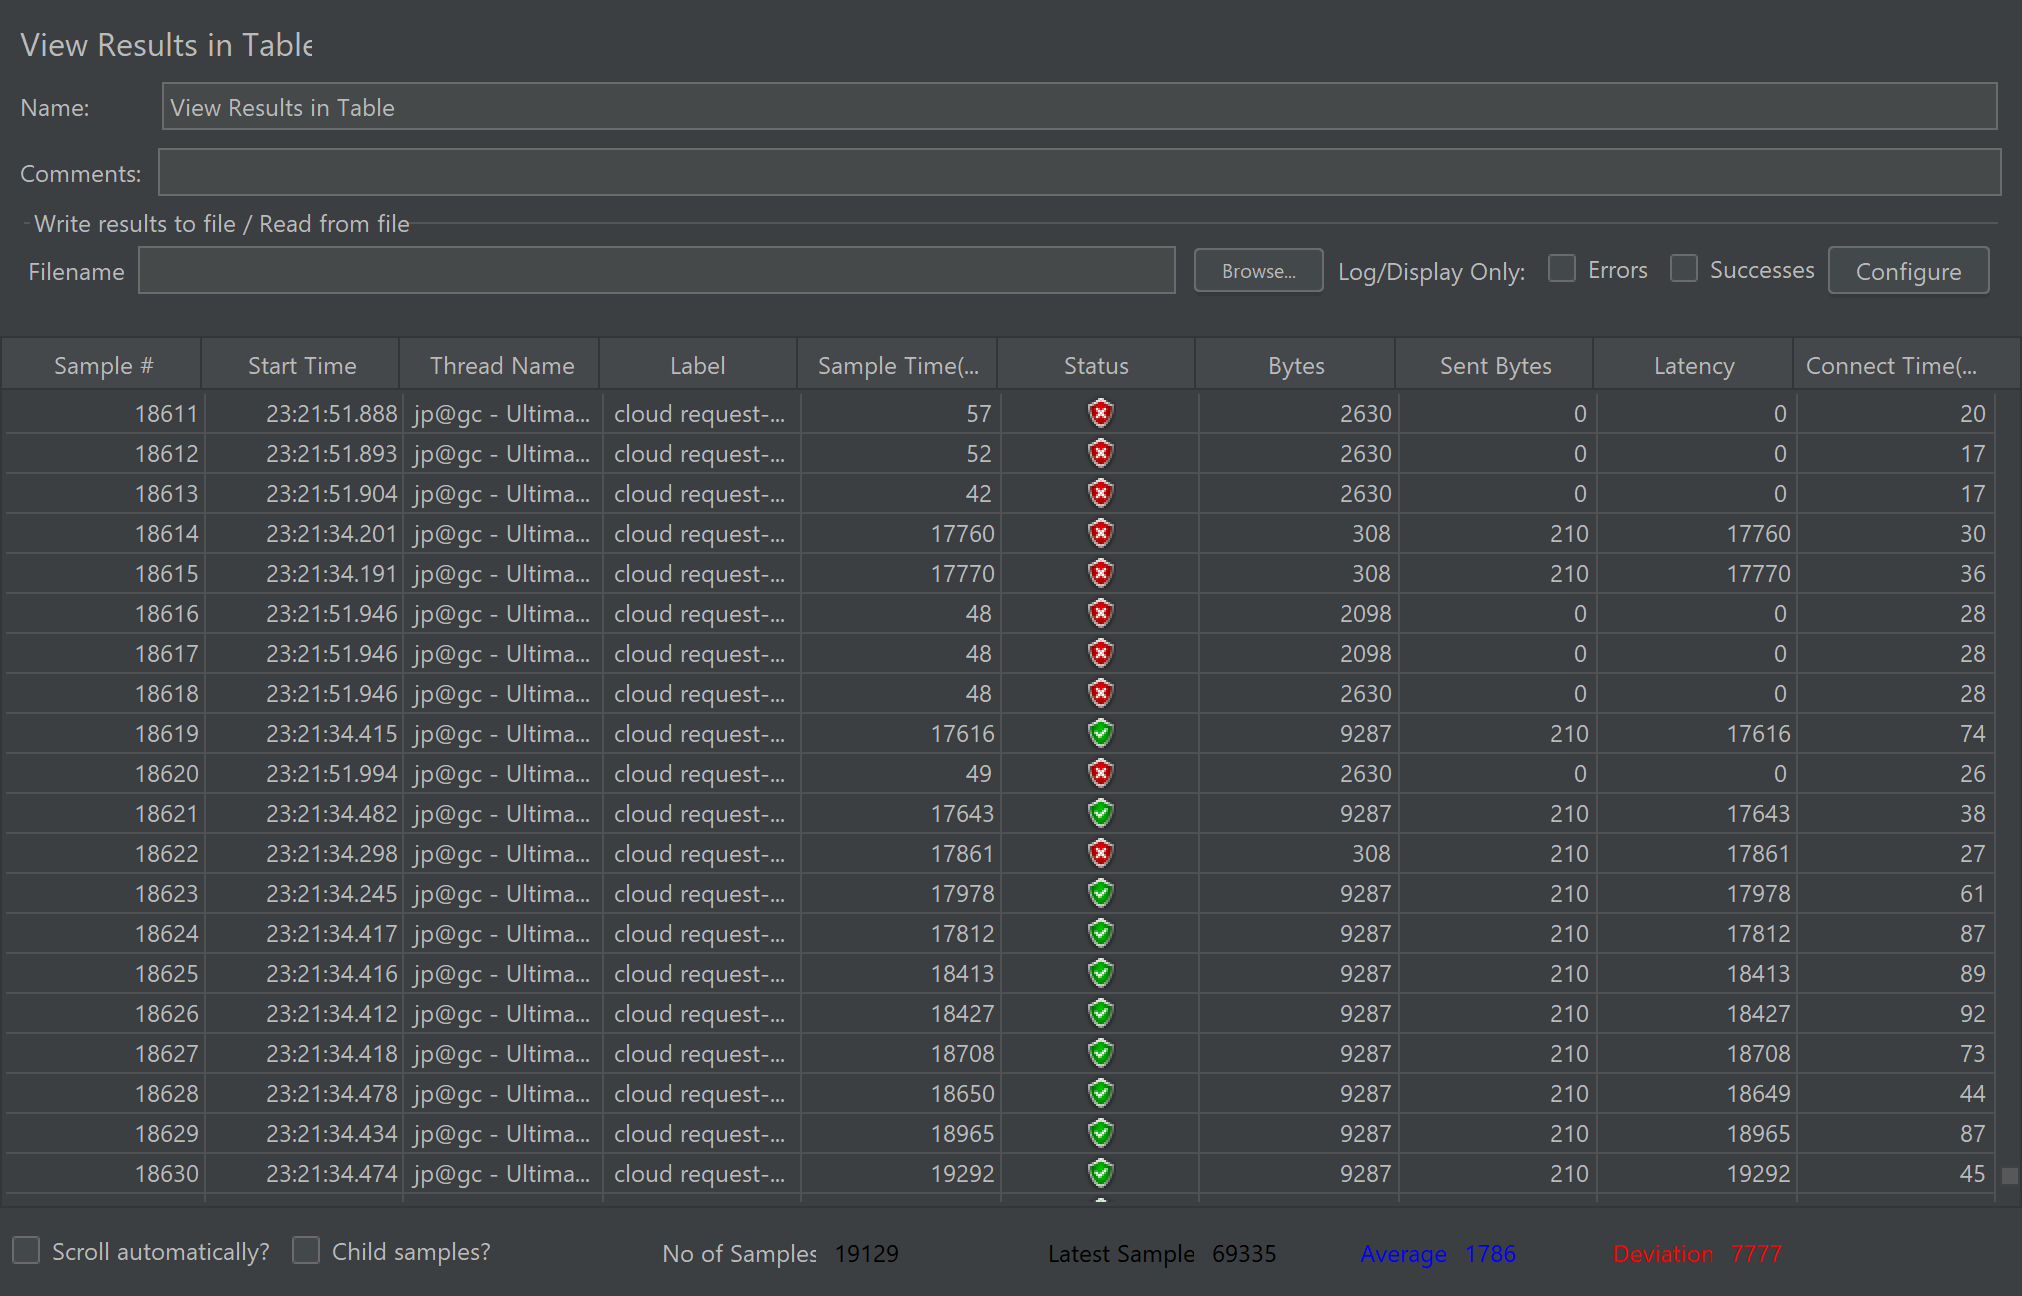 View Results in Table
Name: View Results in Table
Comments:
Write results to file / Read from file
Filename Browse... Log/Display Only: Errors Successes Configure
Sample # Start Time Thread Name Label Sample Time(... Status Bytes Sent Bytes Latency Connect Time(...
18611 23:21:51.888 jp@gc - Ultima... cloud request-... 57 2630 0 0 20
18612 23:21:51.893 jp@gc - Ultima... cloud request-... 52 2630 0 0 17
18613 23:21:51.904 jp@gc - Ultima... cloud request-... 42 2630 0 0 17
18614 23:21:34.201 jp@gc - Ultima... cloud request-... 17760 308 210 17760 30
18615 23:21:34.191 jp@gc - Ultima... cloud request-... 17770 308 210 17770 36
18616 23:21:51.946 jp@gc - Ultima... cloud request-... 48 2098 0 0 28
18617 23:21:51.946 jp@gc - Ultima... cloud request-... 48 2098 0 0 28
18618 23:21:51.946 jp@gc - Ultima... cloud request-... 48 2630 0 0 28
18619 23:21:34.415 jp@gc - Ultima... cloud request-... 17616 9287 210 17616 74
18620 23:21:51.994 jp@gc - Ultima... cloud request-... 49 2630 0 0 26
18621 23:21:34.482 jp@gc - Ultima... cloud request-... 17643 9287 210 17643 38
18622 23:21:34.298 jp@gc - Ultima... cloud request-... 17861 308 210 17861 27
18623 23:21:34.245 jp@gc - Ultima... cloud request-... 17978 9287 210 17978 61
18624 23:21:34.417 jp@gc - Ultima... cloud request-... 17812 9287 210 17812 87
18625 23:21:34.416 jp@gc - Ultima... cloud request-... 18413 9287 210 18413 89
18626 23:21:34.412 jp@gc - Ultima... cloud request-... 18427 9287 210 18427 92
18627 23:21:34.418 jp@gc - Ultima... cloud request-... 18708 9287 210 18708 73
18628 23:21:34.478 jp@gc - Ultima... cloud request-... 18650 9287 210 18649 44
18629 23:21:34.434 jp@gc - Ultima... cloud request-... 18965 9287 210 18965 87
18630 23:21:34.474 jp@gc - Ultima... cloud request-... 19292 9287 210 19292 45
Scroll automatically? Child samples? No of Samples 19129 Latest Sample 69335 Average 1786 Deviation 7777